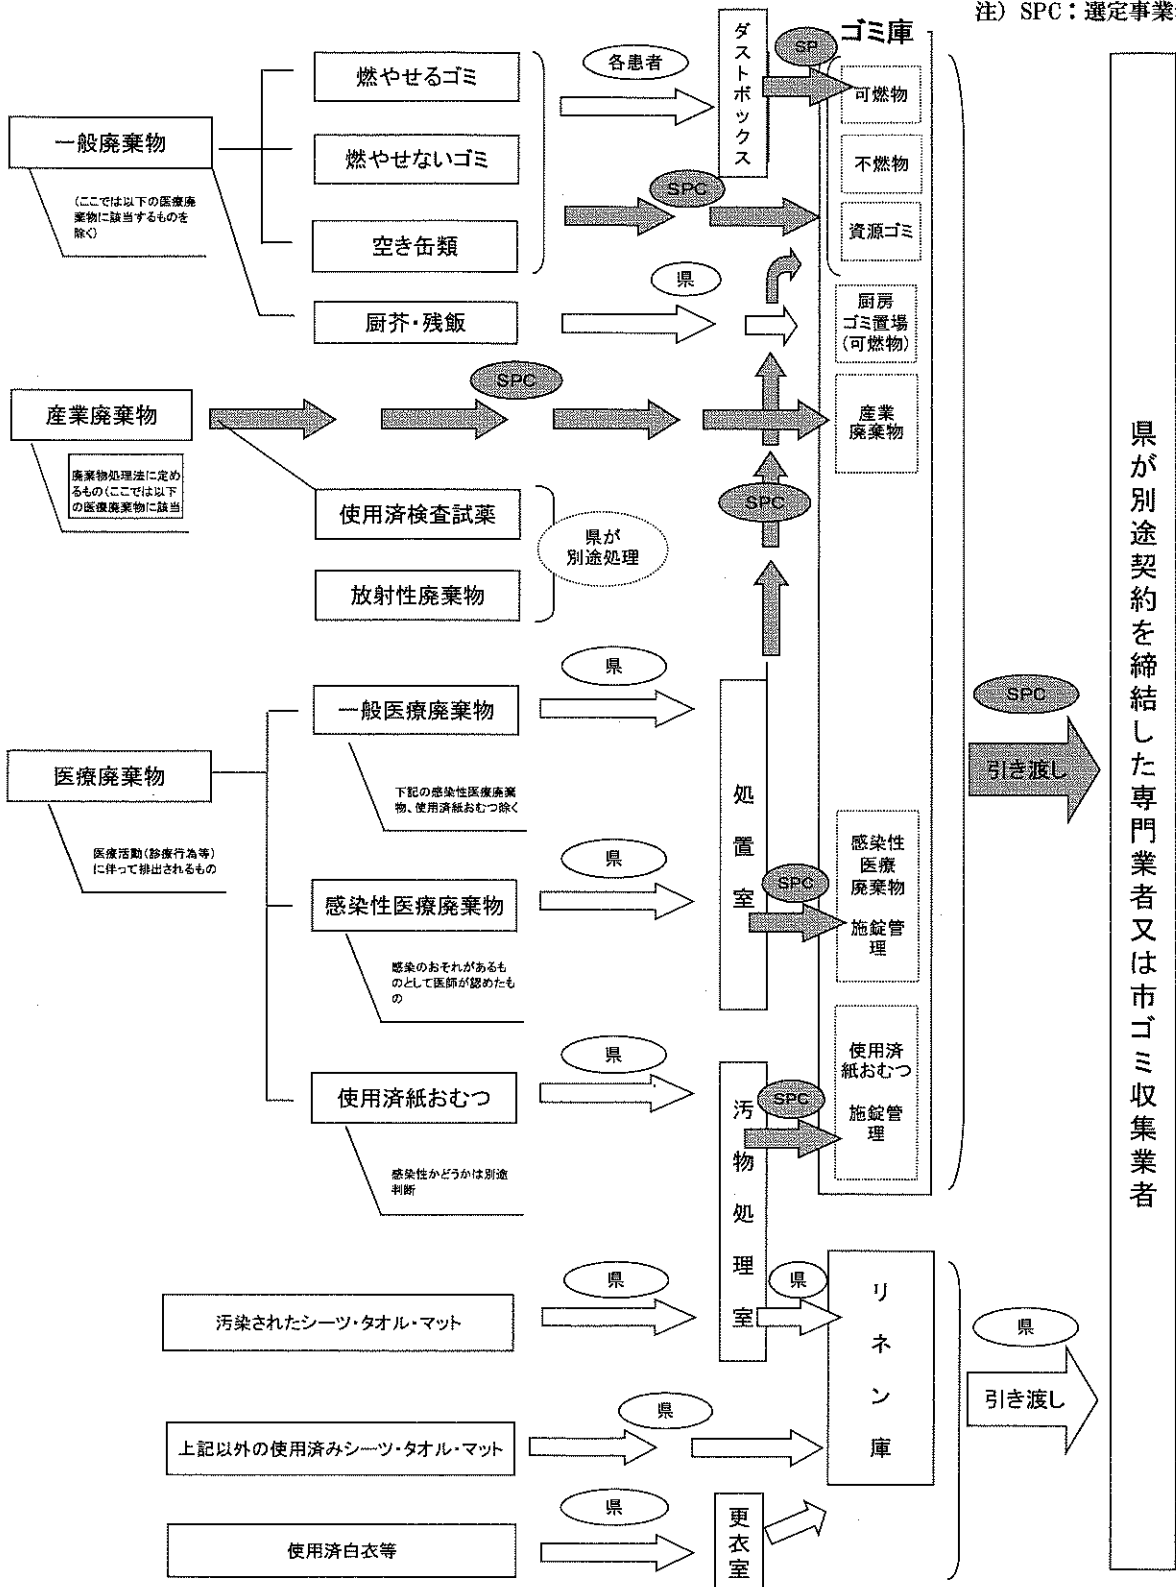 注）SPC：選定事業
ダストボックス
ゴミ庫
SP
各患者
燃やせるゴミ
可燃物
一般廃棄物
燃やせないゴミ
不燃物
(ここでは以下の医療廃
棄物に該当するものを
除く)
SPC
空き缶類
資源ゴミ
県
厨芥・残飯
厨房
ゴミ置場
(可燃物)
SPC
産業廃棄物
産業
廃棄物
廃棄物処理法に定め
るもの(ここでは以下
の医療廃棄物に該当
使用済検査試薬
SPC
県が
別途処理
放射性廃棄物
県
一般医療廃棄物
SPC
引き渡し
医療廃棄物
下記の感染性医療廃棄
物、使用済紙おむつ除く
処置室
医療活動(診療行為等)
に伴って排出されるもの
県
感染性医療廃棄物
SPC
感染性
医療
廃棄物
施錠管
理
感染のおそれがあるも
のとして医師が認めたも
の
県
使用済紙おむつ
SPC
使用済
紙おむつ
施錠管
理
汚物処理室
感染性かどうかは別途
判断
県
県
汚染されたシーツ・タオル・マット
リネン庫
県
引き渡し
県
上記以外の使用済みシーツ・タオル・マット
県
使用済白衣等
更衣室
県が別途契約を締結した専門業者又は市ゴミ収集業者